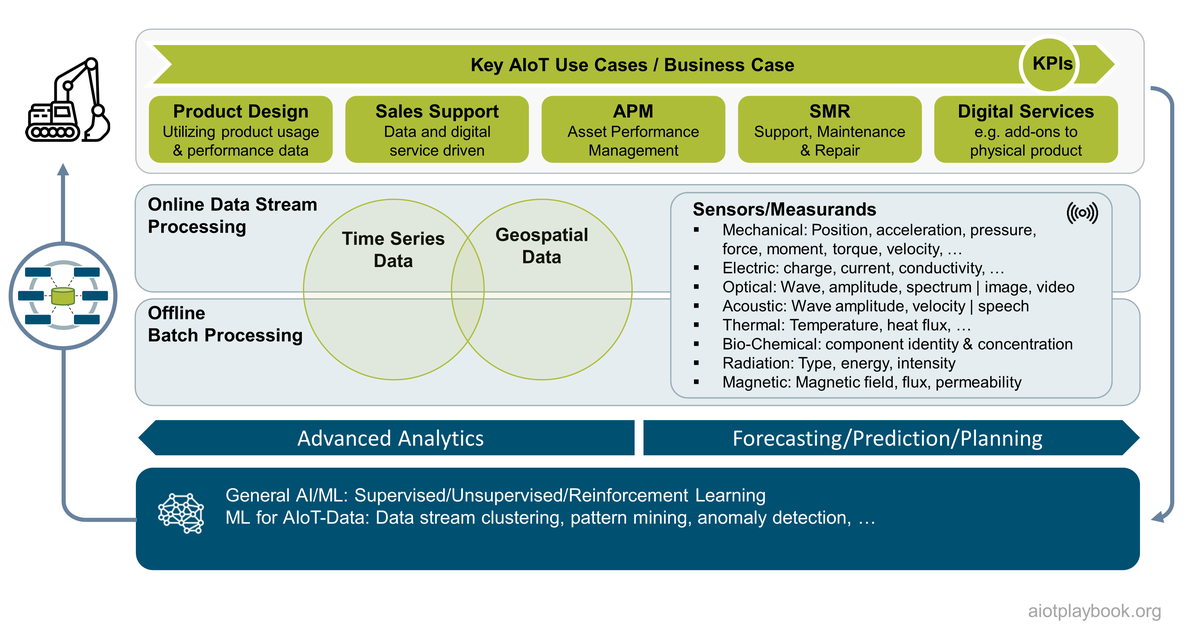 Key AIoT Use Cases / Business Case
KPIs
Product Design
Utilizing product usage
& performance data
Sales Support
Data and digital
service driven
APM
Asset Performance
Management
SMR
Support, Maintenance
& Repair
Digital Services
e.g. add-ons to
physical product
Online Data Stream
Processing
Offline
Batch Processing
Time Series
Data
Geospatial
Data
Sensors/Measurands
▪ Mechanical: Position, acceleration, pressure,
force, moment, torque, velocity, …
▪ Electric: charge, current, conductivity, …
▪ Optical: Wave, amplitude, spectrum | image, video
▪ Acoustic: Wave amplitude, velocity | speech
▪ Thermal: Temperature, heat flux, …
▪ Bio-Chemical: component identity & concentration
▪ Radiation: Type, energy, intensity
▪ Magnetic: Magnetic field, flux, permeability
Advanced Analytics
Forecasting/Prediction/Planning
General AI/ML: Supervised/Unsupervised/Reinforcement Learning
ML for AIoT-Data: Data stream clustering, pattern mining, anomaly detection, …
aiotplaybook.org